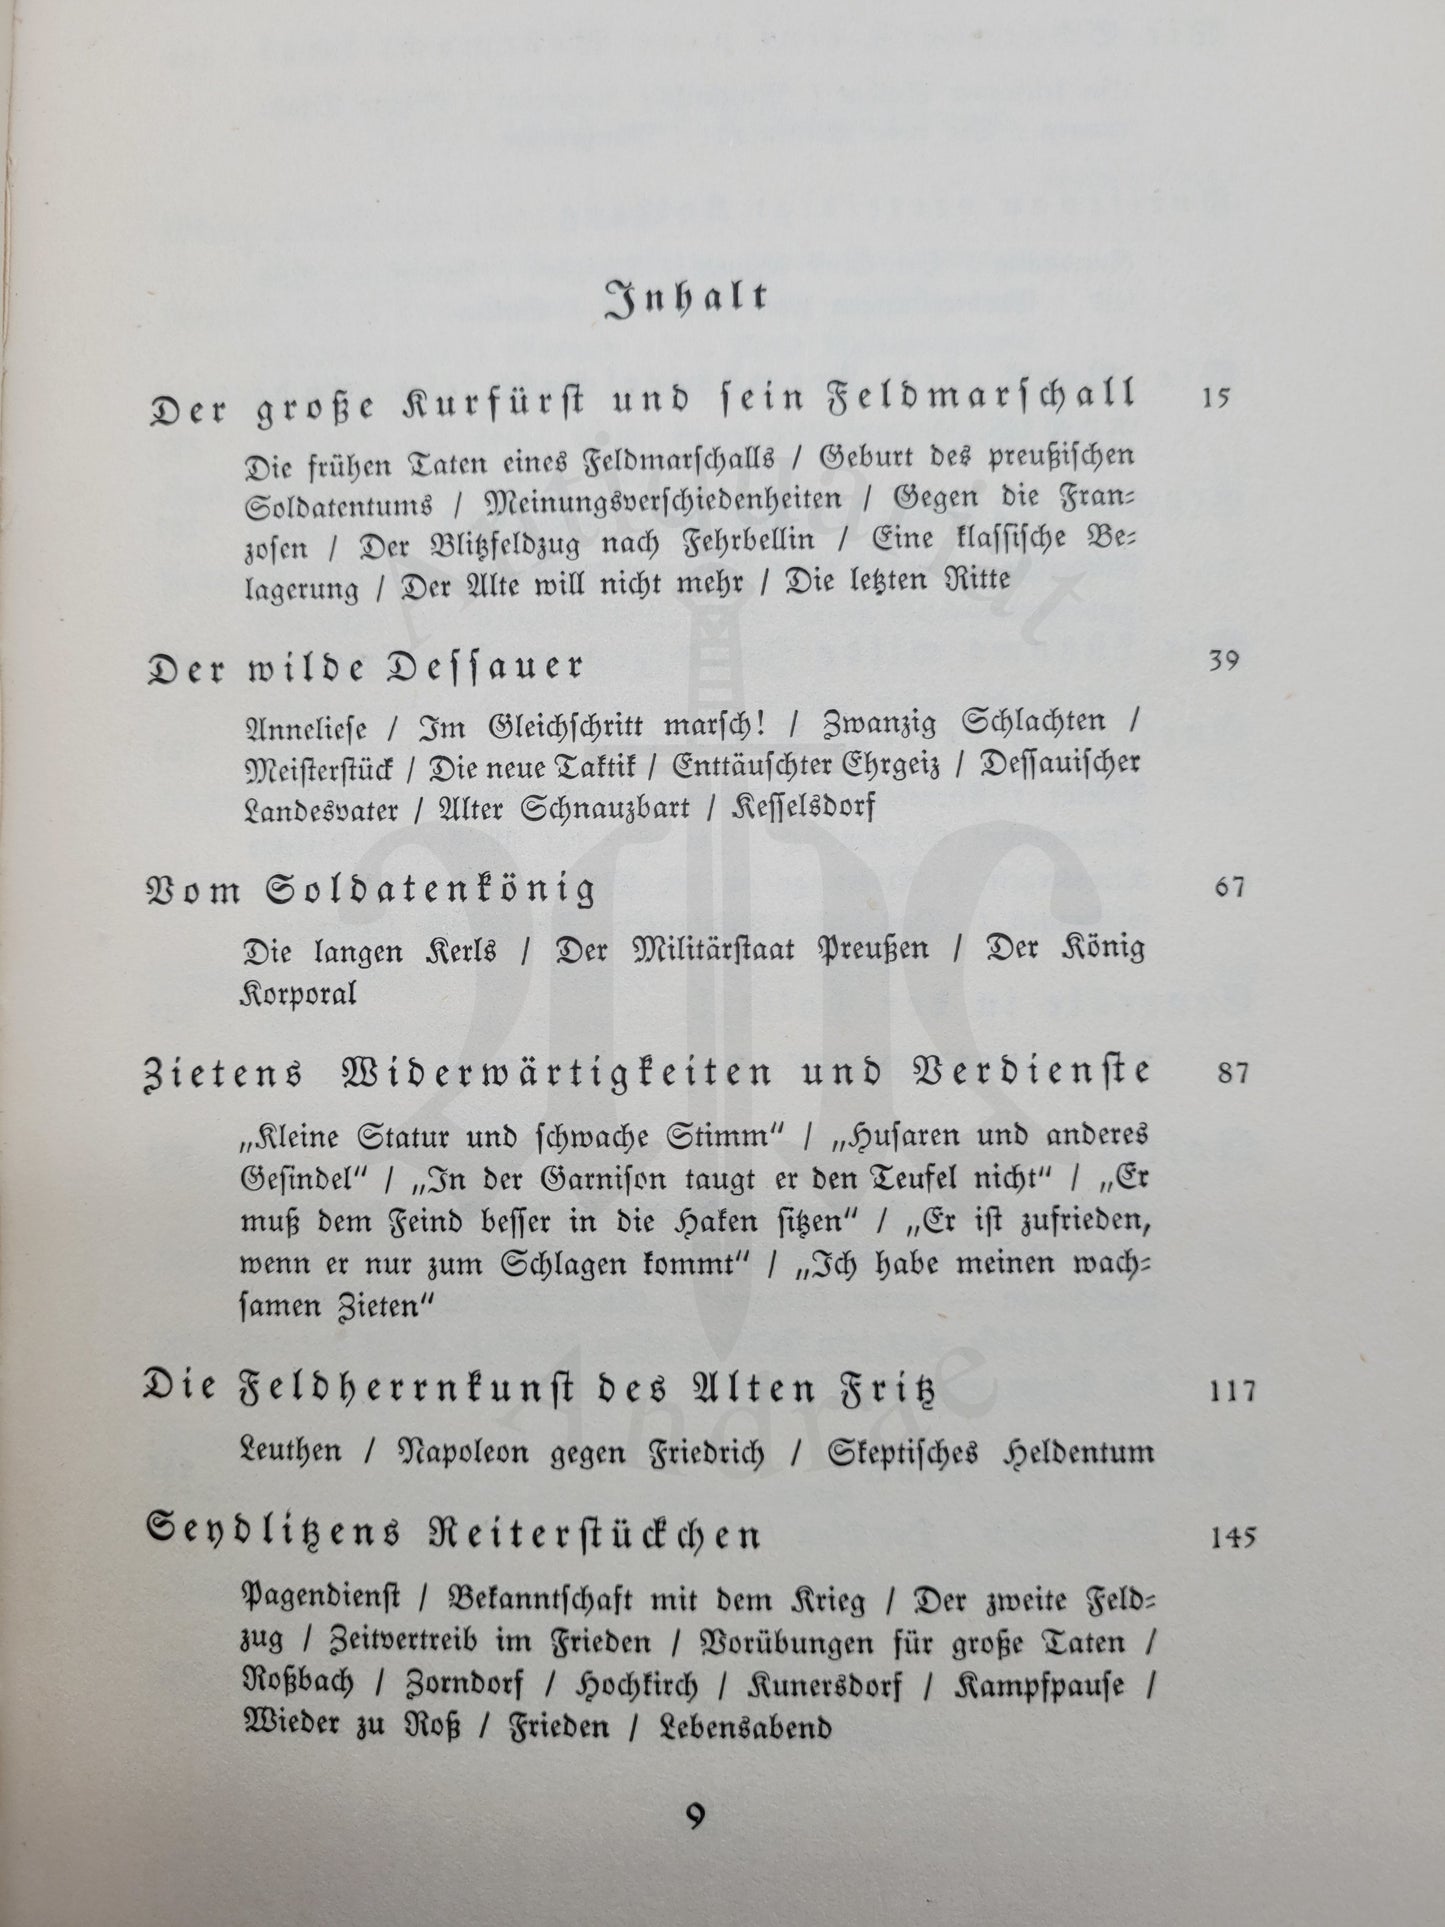 Inhalt
Der große Kurfürst und sein Feldmarschall 15
Die frühen Taten eines Feldmarschalls / Geburt des preußischen
Soldatentums / Meinungsverschiedenheiten / Gegen die Fran-
zosen / Der Blitzfeldzug nach Fehrbellin / Eine klassische Be-
lagerung / Der Alte will nicht mehr / Die letzten Ritte
Der wilde Dessauer 39
Anneliese / Im Gleichschritt marsch! / Zwanzig Schlachten /
Meisterstück / Die neue Taktik / Enttäuschter Ehrgeiz / Dessauischer
Landesvater / Alter Schnauzbart / Kesselsdorf
Vom Soldatenkönig 67
Die langen Kerls / Der Militärstaat Preußen / Der König
Korporal
Zietens Widerwärtigkeiten und Verdienste 87
„Kleine Statur und schwache Stimm“ / „Husaren und anderes
Gesindel“ / „In der Garnison taugt er den Teufel nicht“ / „Er
muß dem Feind besser in die Haken sitzen“ / „Er ist zufrieden,
wenn er nur zum Schlagen kommt“ / „Ich habe meinen wach-
samen Zieten“
Die Feldherrnkunst des Alten Fritz 117
Leuthen / Napoleon gegen Friedrich / Skeptisches Heldentum
Seydlitzens Reiterstückchen 145
Pagendienst / Bekanntschaft mit dem Krieg / Der zweite Feld-
zug / Zeitvertreib im Frieden / Vorübungen für große Taten /
Roßbach / Zorndorf / Hochkirch / Kunersdorf / Kampfpause /
Wieder zu Roß / Frieden / Lebensabend
9
Antiquariat
Andrae